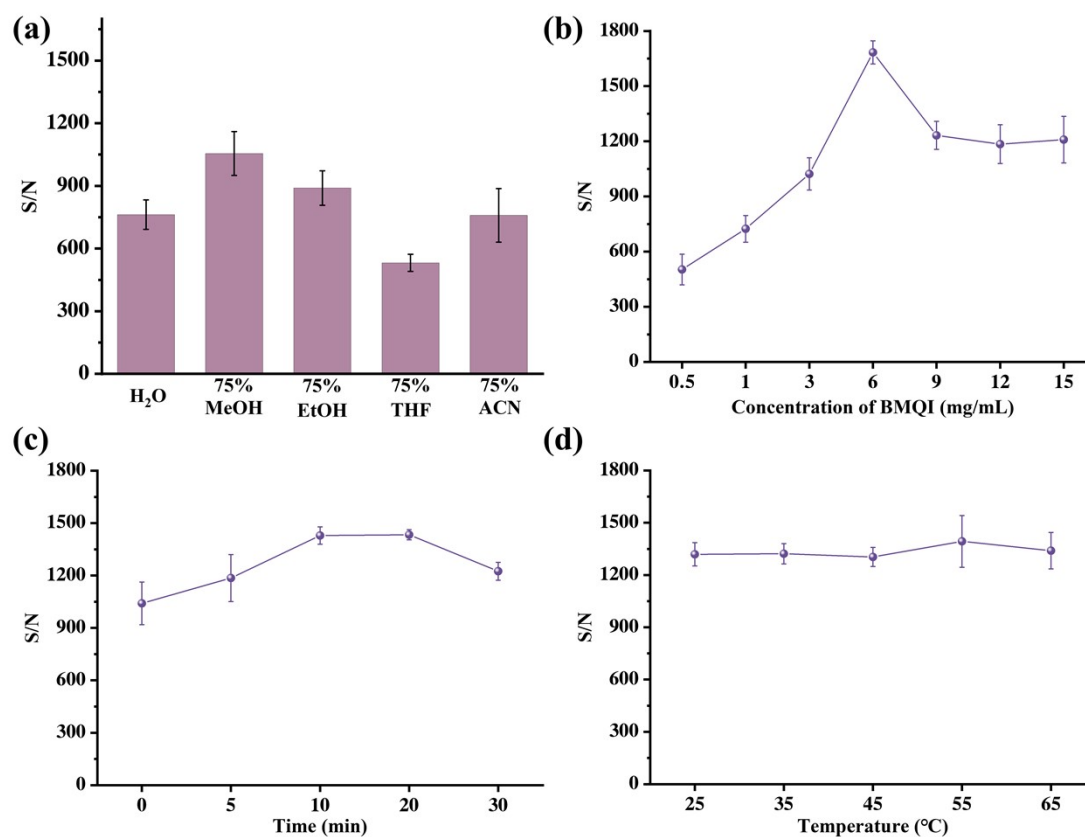 (a)
S/N
1500
1200
900
600
300
0
H₂O
75% MeOH
75% EtOH
75% THF
75% ACN
(b)
S/N
1800
1500
1200
900
600
300
0
0.5 1 3 6 9 12 15
Concentration of BMQI (mg/mL)
(c)
S/N
1800
1500
1200
900
600
300
0
0 5 10 20 30
Time (min)
(d)
S/N
1800
1500
1200
900
600
300
0
25 35 45 55 65
Temperature (℃)